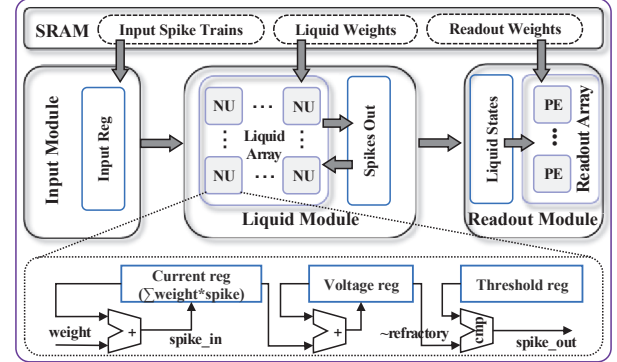 SRAM
Input Spike Trains
Liquid Weights
Readout Weights
Input Module
Input Reg
NU ··· NU
⋮ Liquid Array ⋮
NU ··· NU
Spikes Out
Liquid Module
Liquid States
PE
•••
PE
Readout Array
Readout Module
Current reg
(∑weight*spike)
Voltage reg
Threshold reg
weight
+
spike_in
+
~refractory
cmp
spike_out